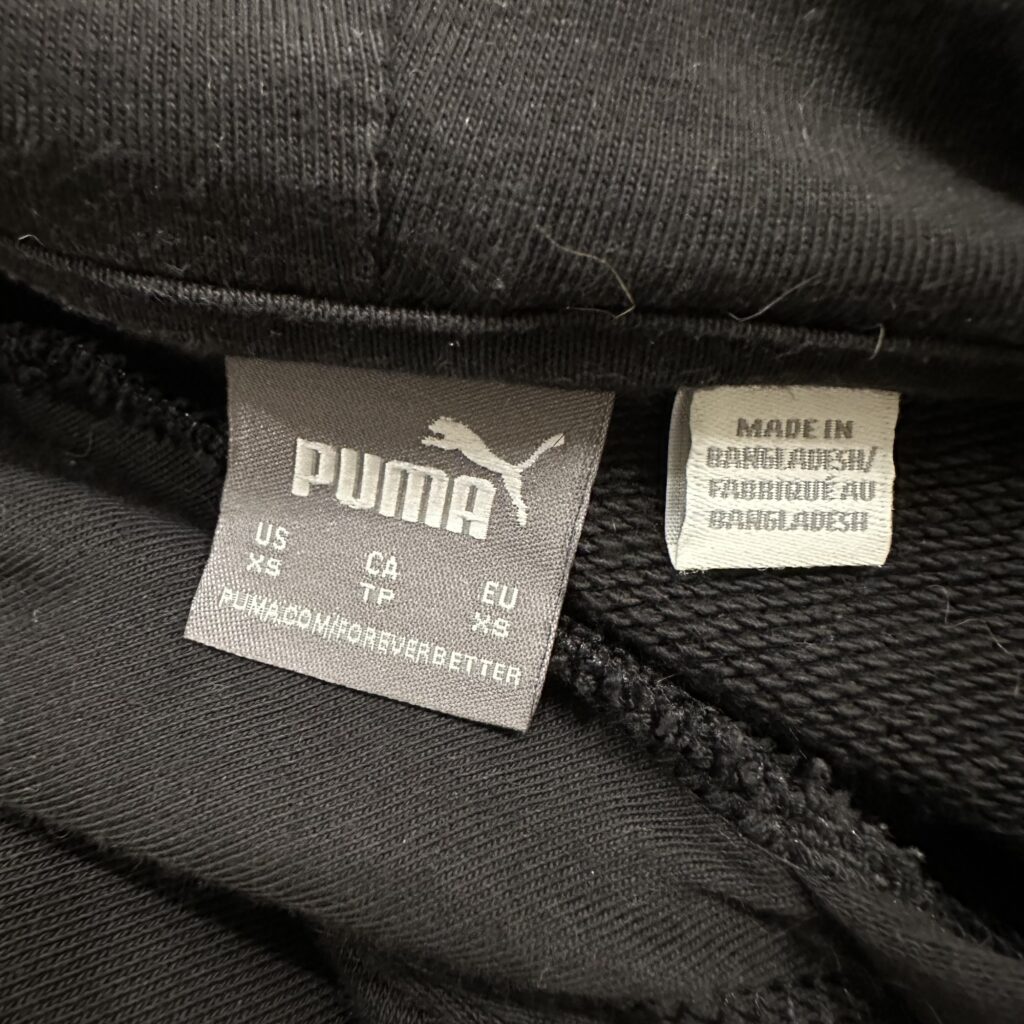 PUMA
US CA EU
XS TP XS
PUMA.COM/FOREVERBETTER
MADE IN
BANGLADESH/
FABRIQUÉ AU
BANGLADESH